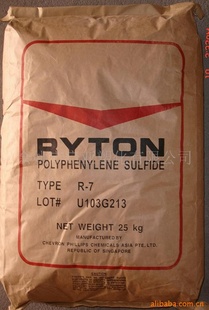 RYTON
POLYPHENYLENE SULFIDE
TYPE R-7
LOT# U103G213
NET WEIGHT 25 kg
MANUFACTURED BY
CHEVRON PHILLIPS CHEMICALS ASIA PTE. LTD.
REPUBLIC OF SINGAPORE
CAUTION
alibaba.com.cn